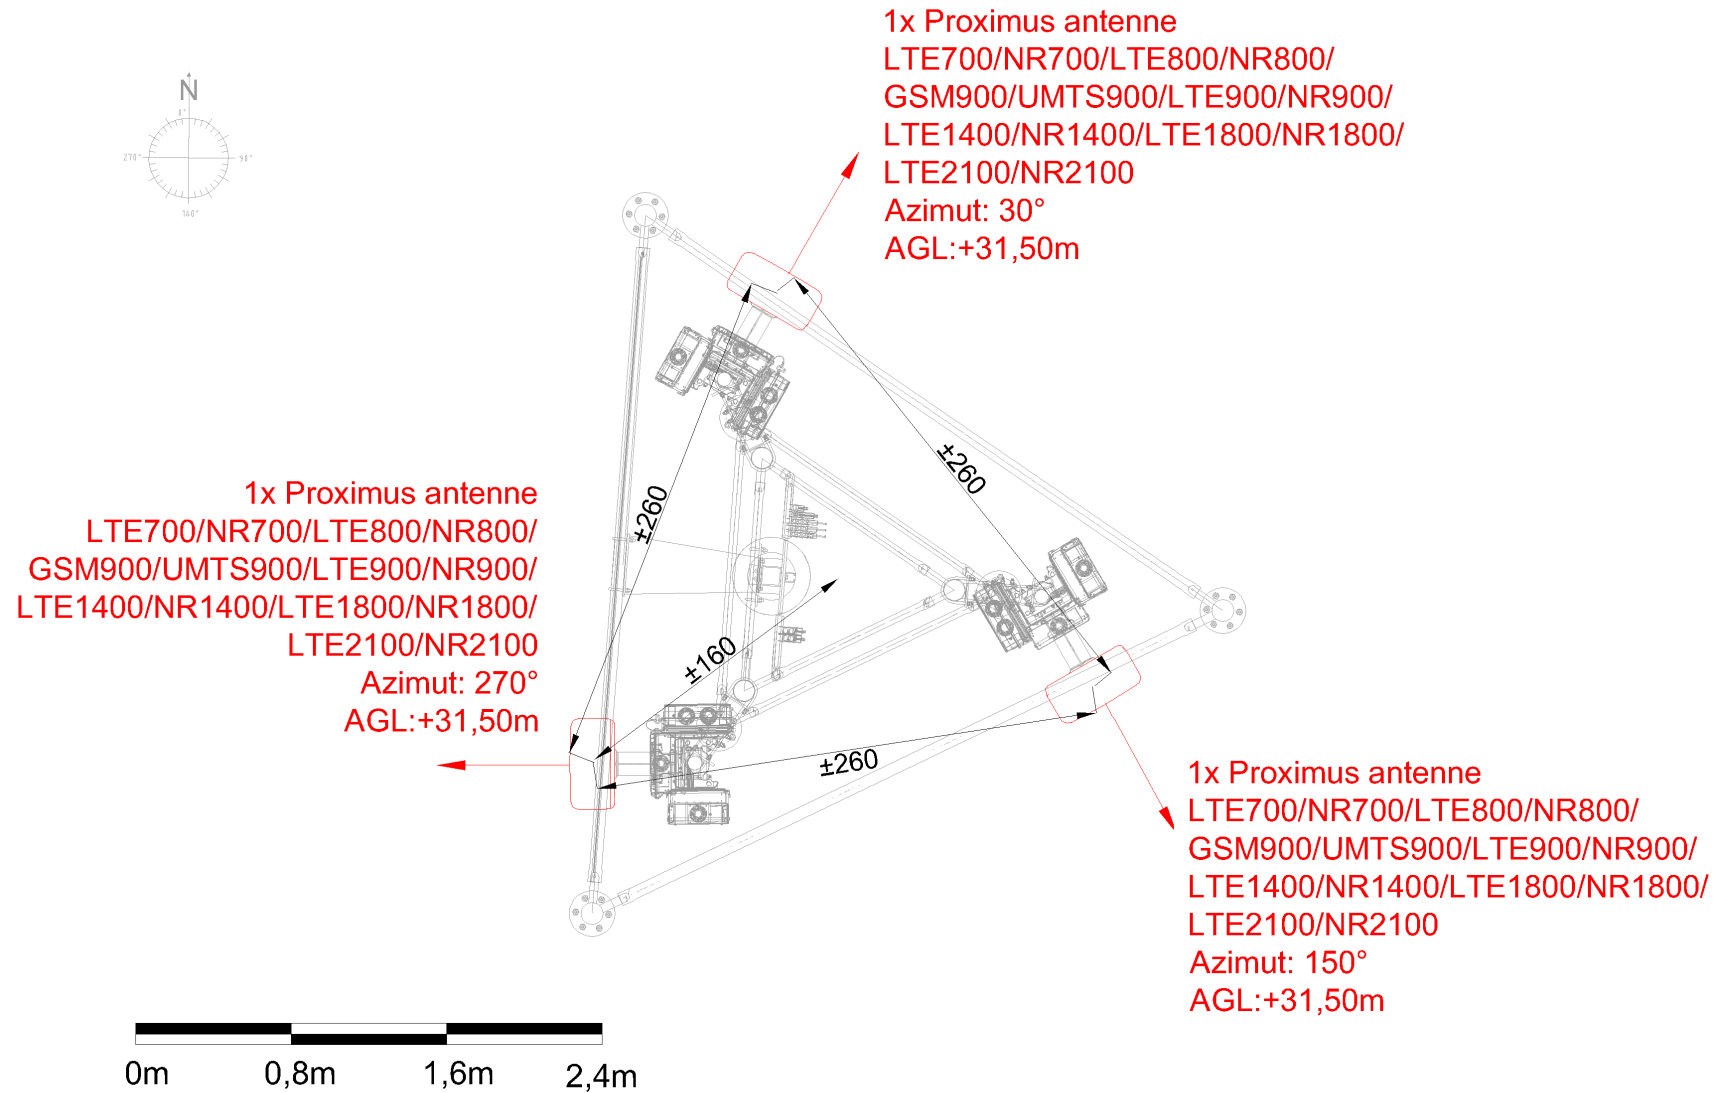 1x Proximus antenne
LTE700/NR700/LTE800/NR800/
GSM900/UMTS900/LTE900/NR900/
LTE1400/NR1400/LTE1800/NR1800/
LTE2100/NR2100
Azimut: 30°
AGL:+31,50m
N
0°
270°
90°
180°
±260
±260
1x Proximus antenne
LTE700/NR700/LTE800/NR800/
GSM900/UMTS900/LTE900/NR900/
LTE1400/NR1400/LTE1800/NR1800/
LTE2100/NR2100
Azimut: 270°
AGL:+31,50m
±160
±260
1x Proximus antenne
LTE700/NR700/LTE800/NR800/
GSM900/UMTS900/LTE900/NR900/
LTE1400/NR1400/LTE1800/NR1800/
LTE2100/NR2100
Azimut: 150°
AGL:+31,50m
0m 0,8m 1,6m 2,4m